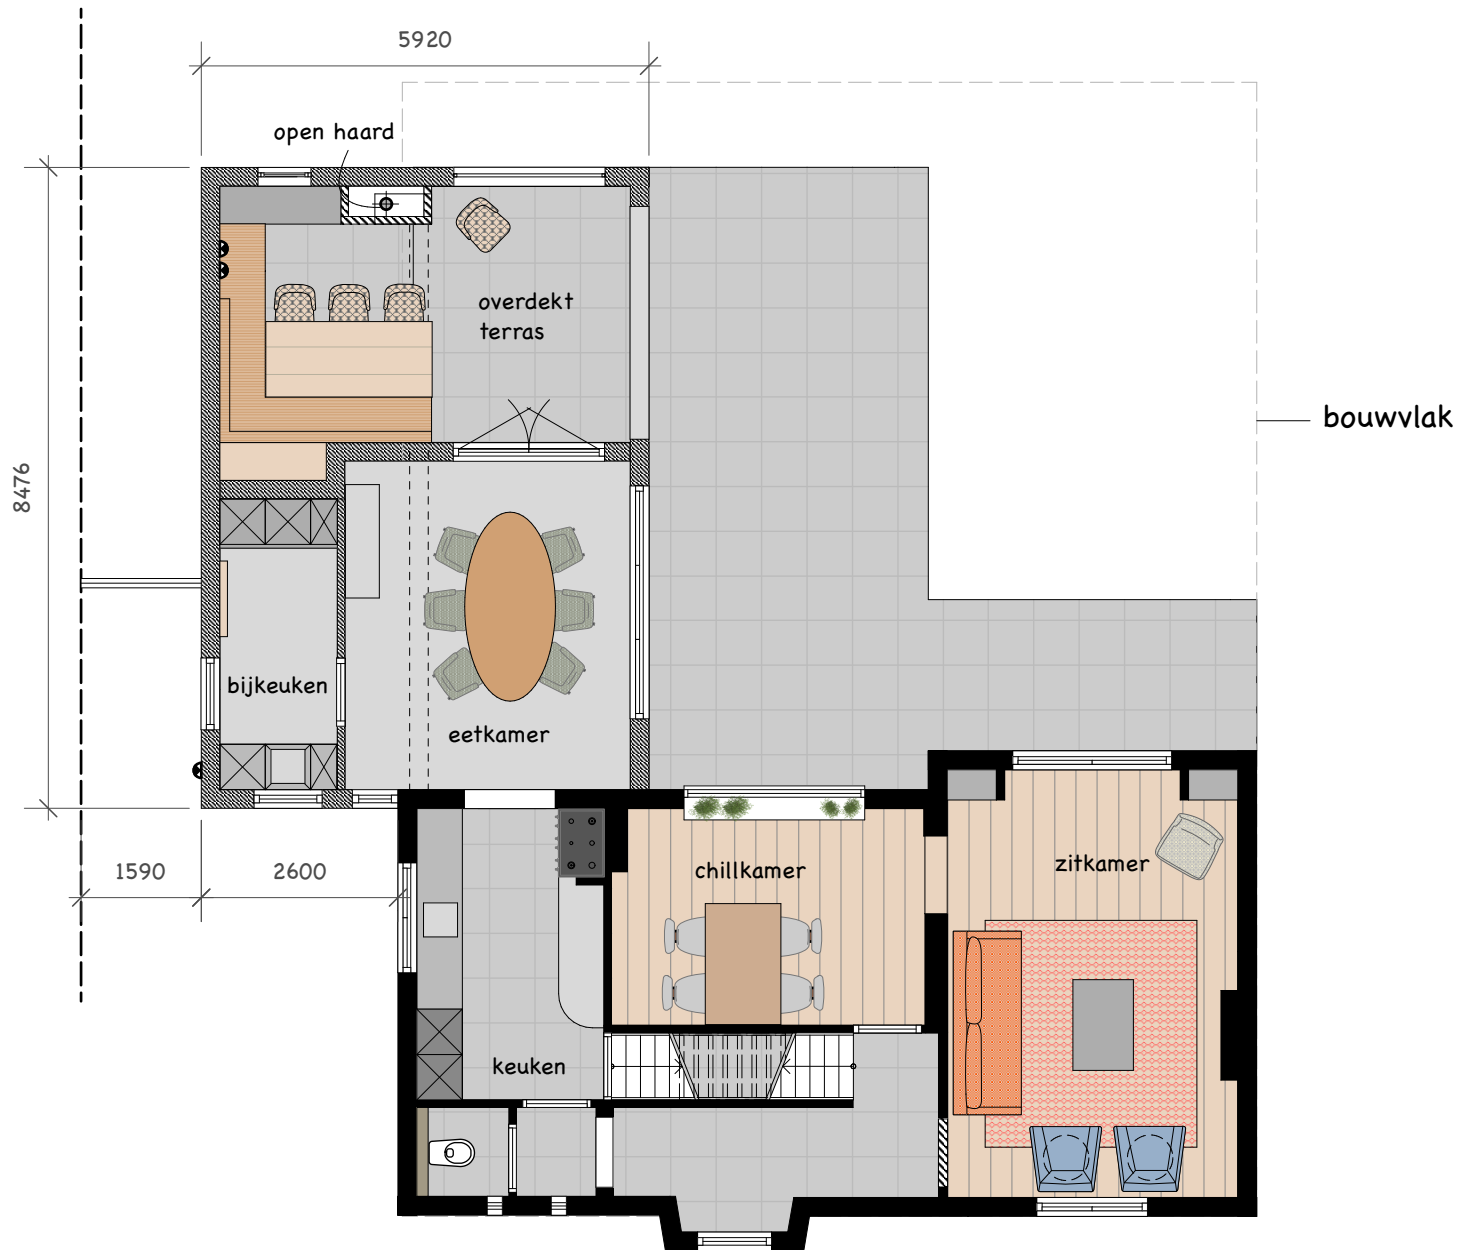 5920
open haard
overdekt
terras
bouwvlak
8476
bijkeuken
eetkamer
1590
2600
chillkamer
zitkamer
keuken